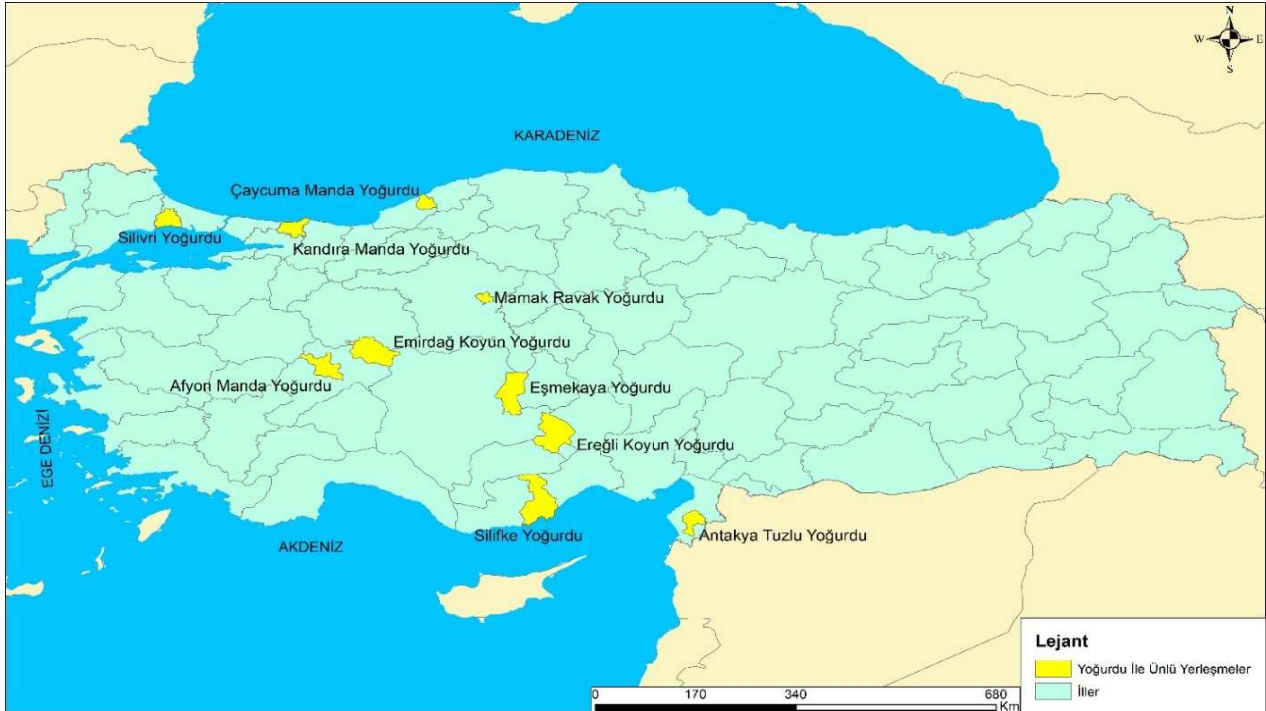 N
W E
S
KARADENİZ
Çaycuma Manda Yoğurdu
Silivri Yoğurdu
Kandıra Manda Yoğurdu
Mamak Ravak Yoğurdu
Emirdağ Koyun Yoğurdu
Afyon Manda Yoğurdu
Eşmekaya Yoğurdu
EGE DENİZİ
Ereğli Koyun Yoğurdu
Silifke Yoğurdu
Antakya Tuzlu Yoğurdu
AKDENİZ
Lejant
Yoğurdu İle Ünlü Yerleşmeler
İller
0 170 340 680
Km